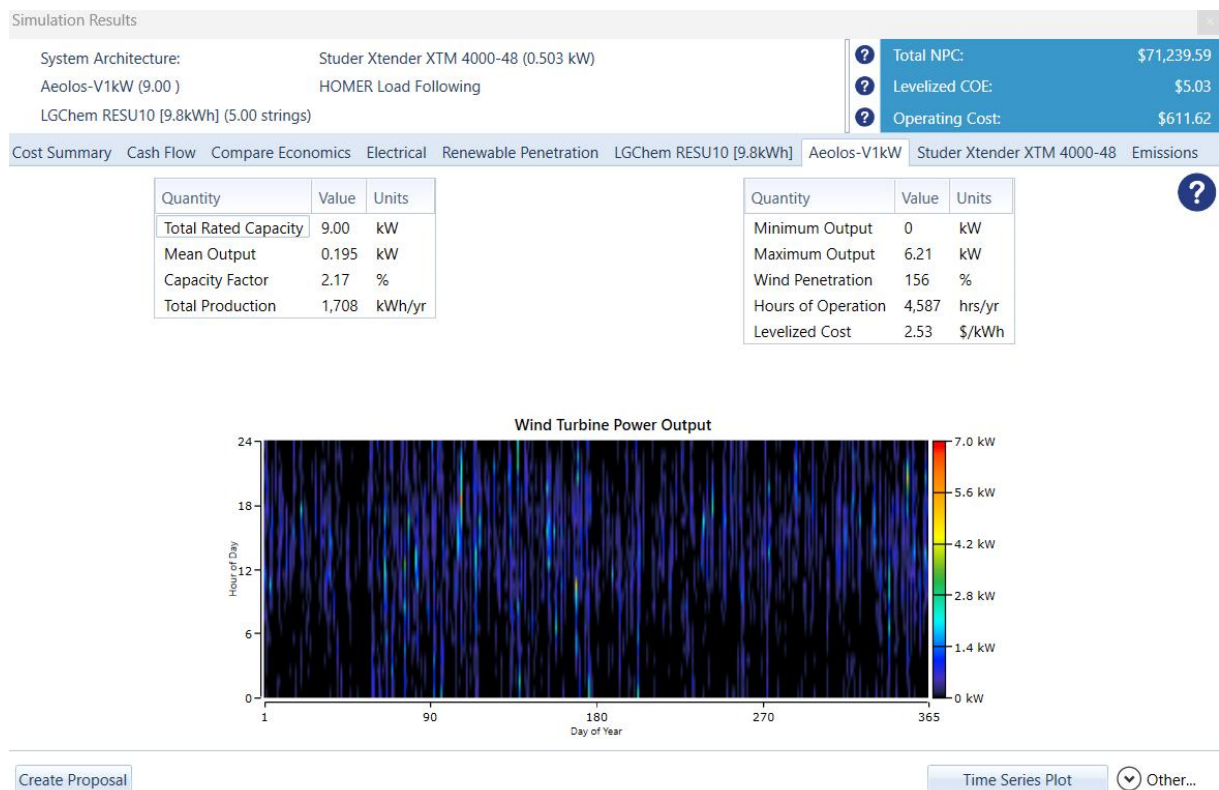 Simulation Results
System Architecture: Studer Xtender XTM 4000-48 (0.503 kW)
Aeolos-V1kW (9.00 ) HOMER Load Following
LGChem RESU10 [9.8kWh] (5.00 strings)
? Total NPC: $71,239.59
? Levelized COE: $5.03
? Operating Cost: $611.62
Cost Summary Cash Flow Compare Economics Electrical Renewable Penetration LGChem RESU10 [9.8kWh] Aeolos-V1kW Studer Xtender XTM 4000-48 Emissions
Quantity Value Units
Total Rated Capacity 9.00 kW
Mean Output 0.195 kW
Capacity Factor 2.17 %
Total Production 1,708 kWh/yr
Quantity Value Units
Minimum Output 0 kW
Maximum Output 6.21 kW
Wind Penetration 156 %
Hours of Operation 4,587 hrs/yr
Levelized Cost 2.53 $/kWh
?
Wind Turbine Power Output
Hour of Day
24
18
12
6
0
1 90 180 270 365
Day of Year
7.0 kW
5.6 kW
4.2 kW
2.8 kW
1.4 kW
0 kW
Create Proposal Time Series Plot Other...